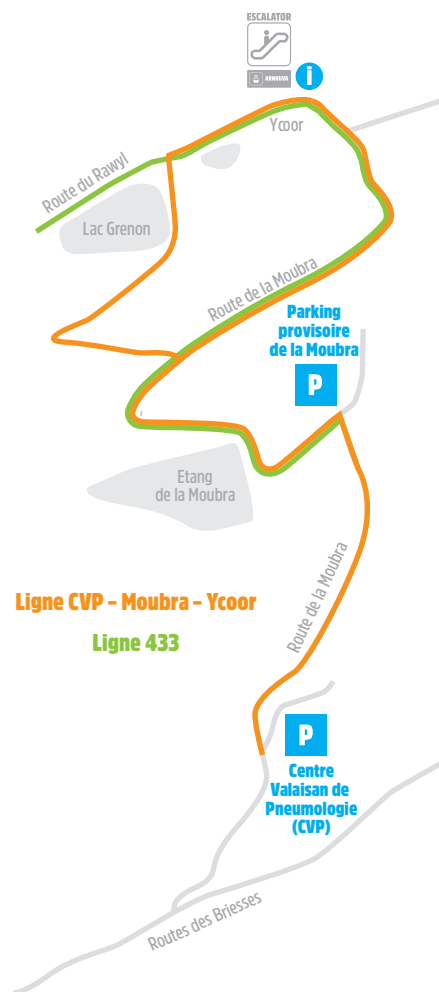 ESCALATOR
ARNOUVA
i
Ycoor
Route du Rawyl
Lac Grenon
Route de la Moubra
Parking
provisoire
de la Moubra
P
Etang
de la Moubra
Route de la Moubra
Ligne CVP - Moubra - Ycoor
Ligne 433
P
Centre
Valaisan de
Pneumologie
(CVP)
Routes des Briesses